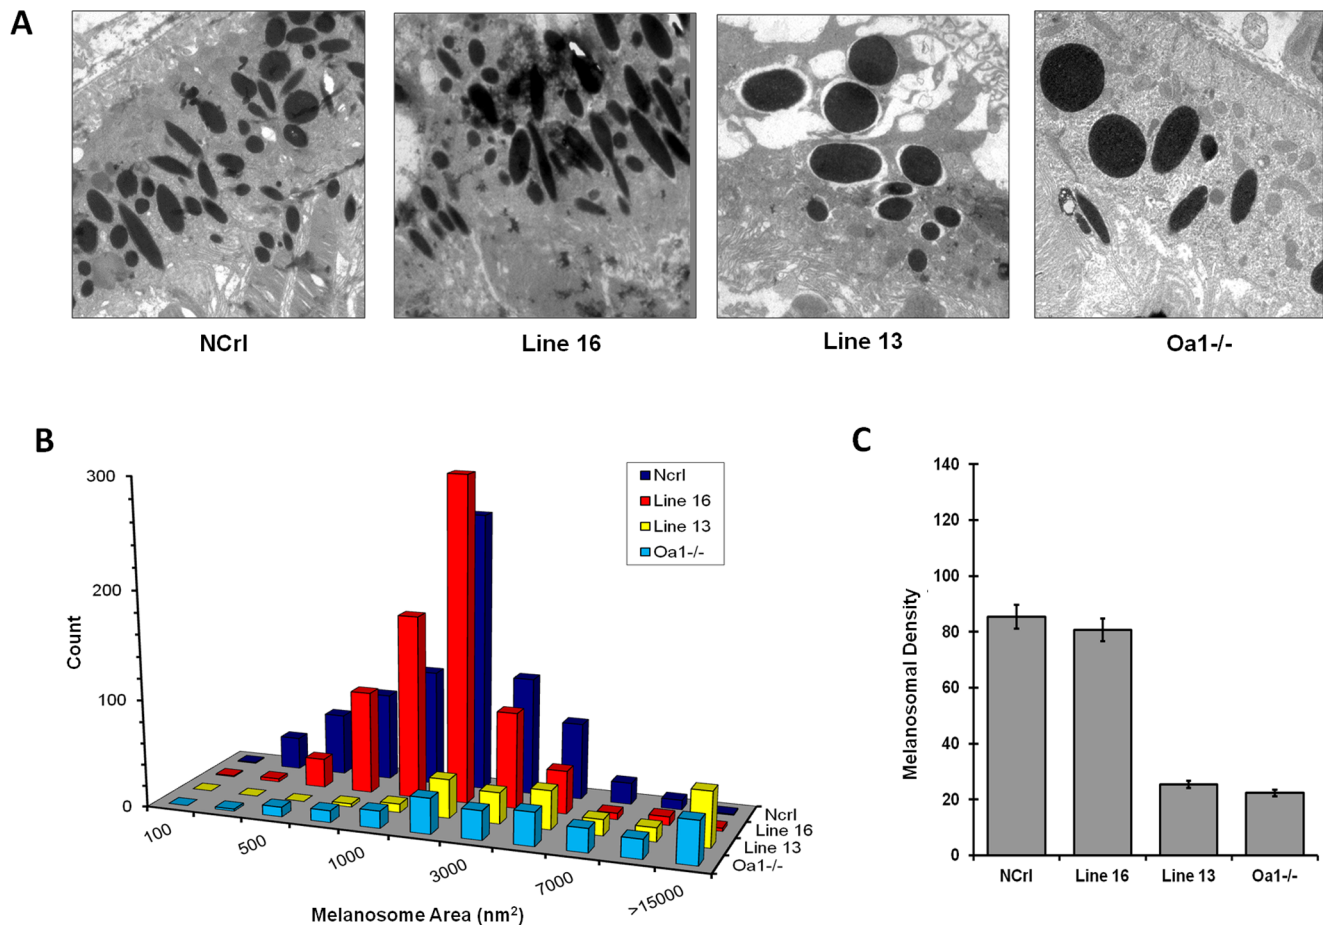 A
NCrl
Line 16
Line 13
Oa1-/-
B
300
200
100
0
Count
Ncrl
Line 16
Line 13
Oa1-/-
Ncrl
Line 16
Line 13
Oa1-/-
100
500
1000
3000
7000
>15000
Melanosome Area (nm²)
C
140
120
100
80
60
40
20
0
Melanosomal Density
NCrl
Line 16
Line 13
Oa1-/-